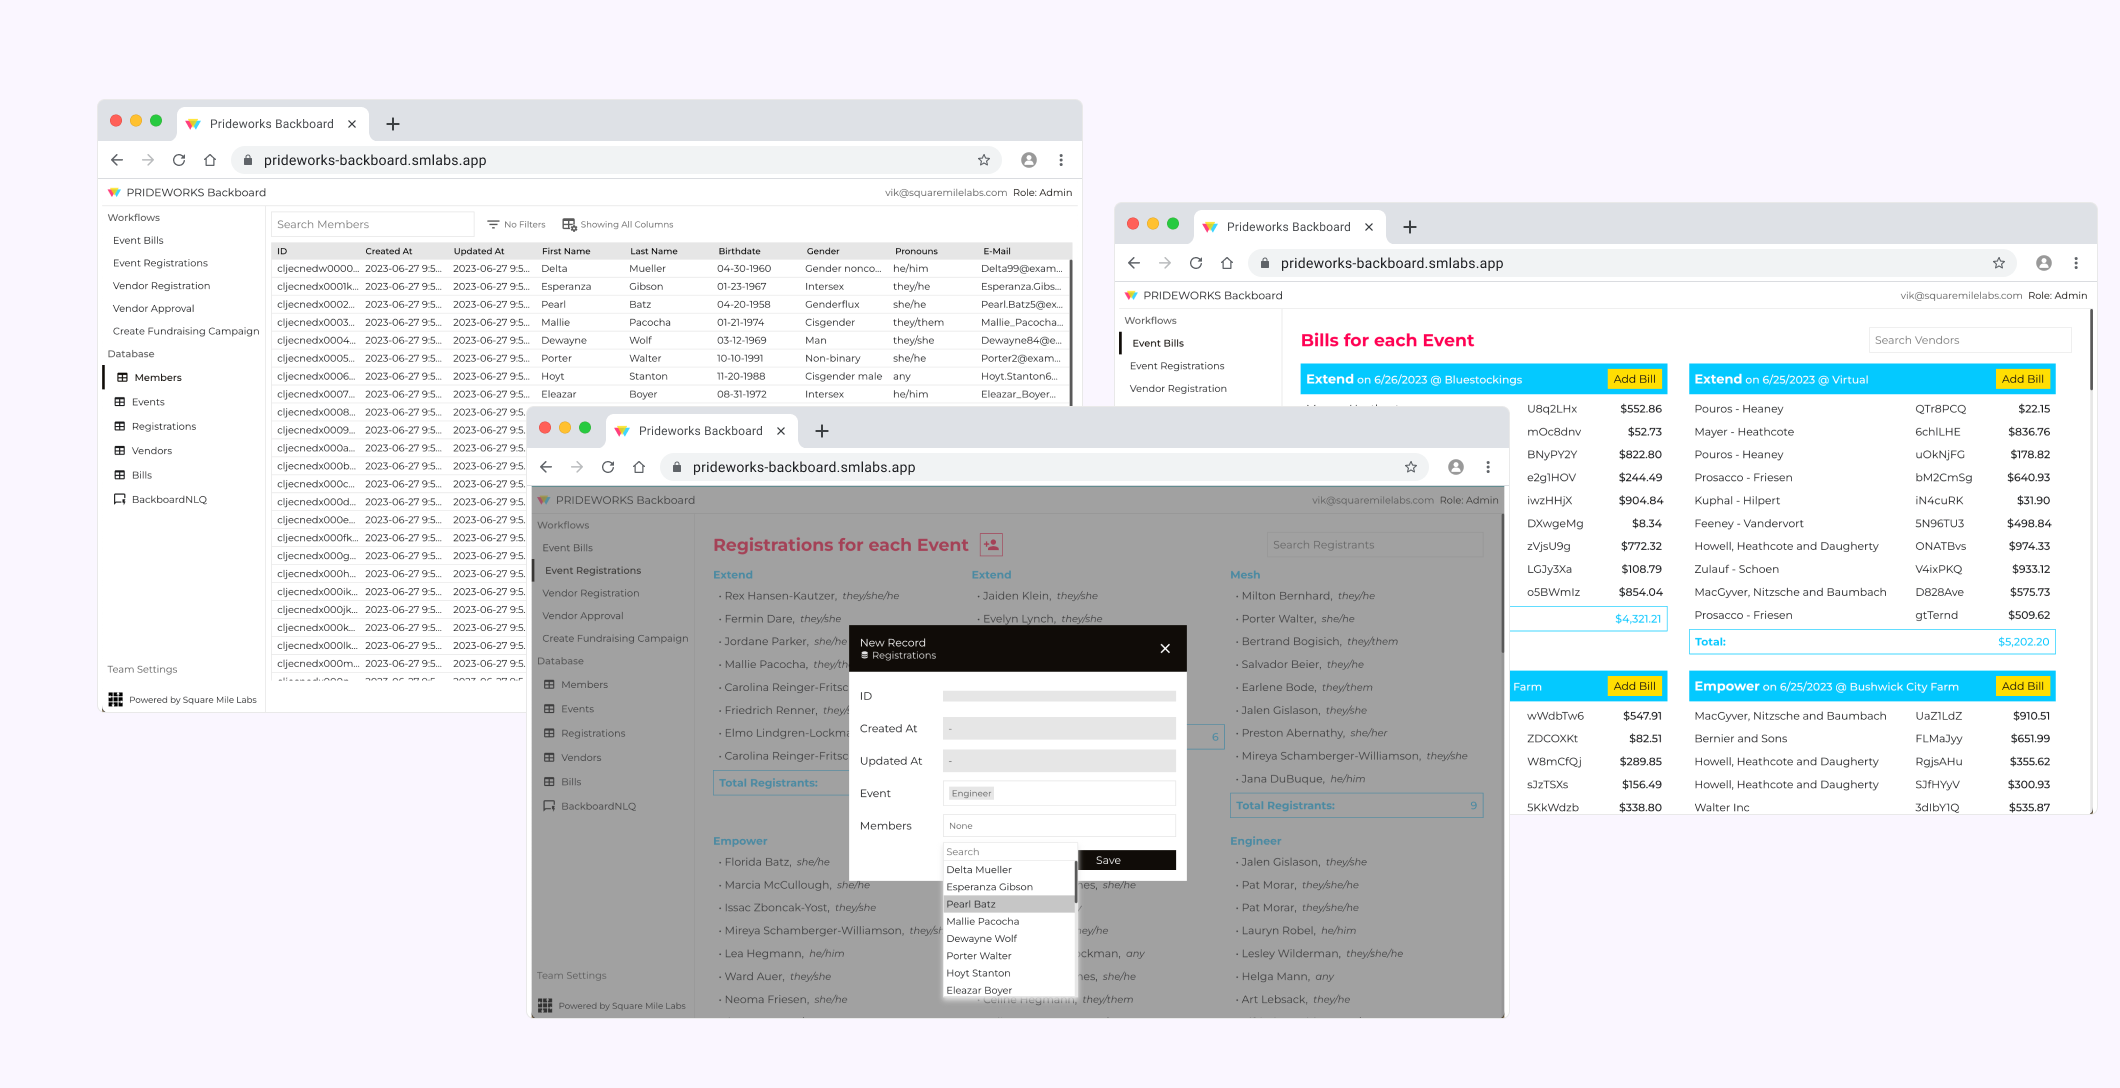 Prideworks Backboard
prideworks-backboard.smlabs.app
PRIDEWORKS Backboard
vik@squaremilelabs.com Role: Admin
Workflows
Event Bills
Event Registrations
Vendor Registration
Vendor Approval
Create Fundraising Campaign
Database
Members
Events
Registrations
Vendors
Bills
BackboardNLQ
Team Settings
Powered by Square Mile Labs
Search Members No Filters Showing All Columns
ID Created At Updated At First Name Last Name Birthdate Gender Pronouns E-Mail
cljecnedw0000... 2023-06-27 9:5... 2023-06-27 9:5... Delta Mueller 04-30-1960 Gender nonco... he/him Delta99@exam...
cljecnedx0001k... 2023-06-27 9:5... 2023-06-27 9:5... Esperanza Gibson 01-23-1967 Intersex they/he Esperanza.Gibs...
cljecnedx0002... 2023-06-27 9:5... 2023-06-27 9:5... Pearl Batz 04-20-1958 Genderflux she/he Pearl.Batz5@ex...
cljecnedx0003... 2023-06-27 9:5... 2023-06-27 9:5... Mallie Pacocha 01-21-1974 Cisgender they/them Mallie_Pacocha...
cljecnedx0004... 2023-06-27 9:5... 2023-06-27 9:5... Dewayne Wolf 03-12-1969 Man they/she Dewayne84@e...
cljecnedx0005... 2023-06-27 9:5... 2023-06-27 9:5... Porter Walter 10-10-1991 Non-binary she/he Porter2@exam...
cljecnedx0006... 2023-06-27 9:5... 2023-06-27 9:5... Hoyt Stanton 11-20-1988 Cisgender male any Hoyt.Stanton6...
cljecnedx0007... 2023-06-27 9:5... 2023-06-27 9:5... Eleazar Boyer 08-31-1972 Intersex he/him Eleazar_Boyer...
cljecnedx0008... 2023-06-27 9:5... 2023-06-27 9:5.
cljecnedx0009... 2023-06-27 9:5... 2023-06-27 9:5.
cljecnedx000a... 2023-06-27 9:5... 2023-06-27 9:5.
cljecnedx000b... 2023-06-27 9:5... 2023-06-27 9:5.
cljecnedx000c... 2023-06-27 9:5... 2023-06-27 9:5.
cljecnedx000d... 2023-06-27 9:5... 2023-06-27 9:5.
cljecnedx000e... 2023-06-27 9:5... 2023-06-27 9:5.
cljecnedx000fk... 2023-06-27 9:5... 2023-06-27 9:5.
cljecnedx000g... 2023-06-27 9:5... 2023-06-27 9:5.
cljecnedx000h... 2023-06-27 9:5... 2023-06-27 9:5.
cljecnedx000ik... 2023-06-27 9:5... 2023-06-27 9:5.
cljecnedx000jk... 2023-06-27 9:5... 2023-06-27 9:5.
cljecnedx000k... 2023-06-27 9:5... 2023-06-27 9:5.
cljecnedx000lk... 2023-06-27 9:5... 2023-06-27 9:5.
cljecnedx000m... 2023-06-27 9:5... 2023-06-27 9:5.
Prideworks Backboard
prideworks-backboard.smlabs.app
PRIDEWORKS Backboard
vik@squaremilelabs.com Role: Admin
Workflows
Event Bills
Event Registrations
Vendor Registration
Bills for each Event
Search Vendors
Extend on 6/26/2023 @ Bluestockings Add Bill
U8q2LHx $552.86
mOc8dnv $52.73
BNyPY2Y $822.80
e2g1HOV $244.49
iwzHHjX $904.84
DXwgeMg $8.34
zVjsU9g $772.32
LGJy3Xa $108.79
o5BWmIz $854.04
$4,321.21
Extend on 6/25/2023 @ Virtual Add Bill
Pouros - Heaney QTr8PCQ $22.15
Mayer - Heathcote 6chlLHE $836.76
Pouros - Heaney uOkNjFG $178.82
Prosacco - Friesen bM2CmSg $640.93
Kuphal - Hilpert iN4cuRK $31.90
Feeney - Vandervort 5N96TU3 $498.84
Howell, Heathcote and Daugherty ONATBvs $974.33
Zulauf - Schoen V4ixPKQ $933.12
MacGyver, Nitzsche and Baumbach D828Ave $575.73
Prosacco - Friesen gtTernd $509.62
Total: $5,202.20
Farm Add Bill
wWdbTw6 $547.91
ZDCOXKt $82.51
W8mCfQj $289.85
sJzTSXs $156.49
5KkWdzb $338.80
Empower on 6/25/2023 @ Bushwick City Farm Add Bill
MacGyver, Nitzsche and Baumbach UaZ1LdZ $910.51
Bernier and Sons FLMaJyy $651.99
Howell, Heathcote and Daugherty RgjsAHu $355.62
Howell, Heathcote and Daugherty SJfHYyV $300.93
Walter Inc 3dIbY1Q $535.87
Prideworks Backboard
prideworks-backboard.smlabs.app
PRIDEWORKS Backboard
vik@squaremilelabs.com Role: Admin
Workflows
Event Bills
Event Registrations
Vendor Registration
Vendor Approval
Create Fundraising Campaign
Database
Members
Events
Registrations
Vendors
Bills
BackboardNLQ
Team Settings
Powered by Square Mile Labs
Registrations for each Event
Search Registrants
Extend
• Rex Hansen-Kautzer, they/she/he
• Fermin Dare, they/she
• Jordane Parker, she/he
• Mallie Pacocha, they/th
• Carolina Reinger-Fritsc
• Friedrich Renner, they/
• Elmo Lindgren-Lockma
• Carolina Reinger-Fritsc
Total Registrants:
Extend
• Jaiden Klein, they/she
• Evelyn Lynch, they/she
6
Mesh
• Milton Bernhard, they/he
• Porter Walter, she/he
• Bertrand Bogisich, they/them
• Salvador Beier, they/he
• Earlene Bode, they/them
• Jalen Gislason, they/she
• Preston Abernathy, she/her
• Mireya Schamberger-Williamson, they/she
• Jana DuBuque, he/him
Total Registrants: 9
Empower
• Florida Batz, she/he
• Marcia McCullough, she/he
• Issac Zboncak-Yost, they/she
• Mireya Schamberger-Williamson, they/sh
• Lea Hegmann, he/him
• Ward Auer, they/she
• Neoma Friesen, she/he
es, she/he
they/he
ckman, any
es, she/he
Celine Hegmann, they/them
Engineer
• Jalen Gislason, they/she
• Pat Morar, they/she/he
• Pat Morar, they/she/he
• Lauryn Robel, he/him
• Lesley Wilderman, they/she/he
• Helga Mann, any
• Art Lebsack, they/he
New Record
Registrations
ID
Created At -
Updated At -
Event Engineer
Members None
Save
Search
Delta Mueller
Esperanza Gibson
Pearl Batz
Mallie Pacocha
Dewayne Wolf
Porter Walter
Hoyt Stanton
Eleazar Boyer